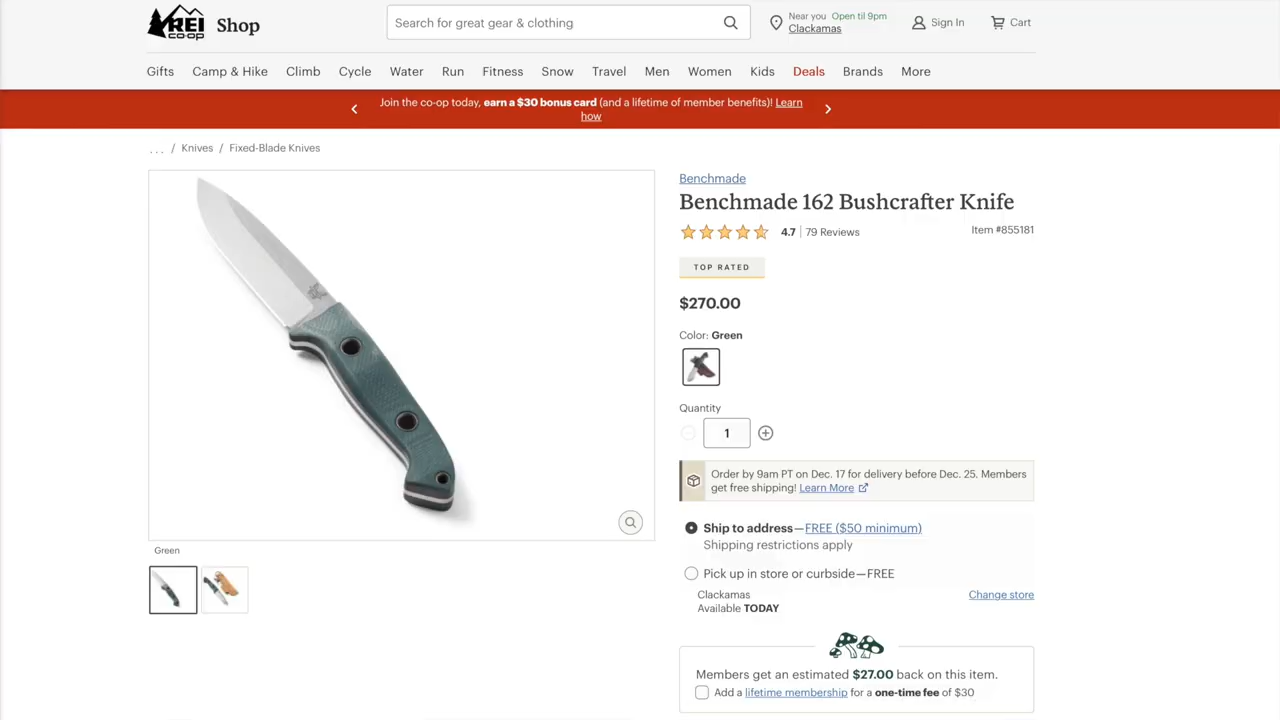 REI
CO·OP
Shop
Search for great gear & clothing
Near you Open til 9pm
Clackamas
Sign In
Cart
Gifts Camp & Hike Climb Cycle Water Run Fitness Snow Travel Men Women Kids Deals Brands More
Join the co-op today, earn a $30 bonus card (and a lifetime of member benefits)! Learn
how
... / Knives / Fixed-Blade Knives
Benchmade
Benchmade 162 Bushcrafter Knife
4.7 | 79 Reviews
Item #855181
TOP RATED
$270.00
Color: Green
Quantity
1
Order by 9am PT on Dec. 17 for delivery before Dec. 25. Members
get free shipping! Learn More
Ship to address—FREE ($50 minimum)
Shipping restrictions apply
Pick up in store or curbside—FREE
Clackamas
Change store
Available TODAY
Members get an estimated $27.00 back on this item.
Add a lifetime membership for a one-time fee of $30
Green